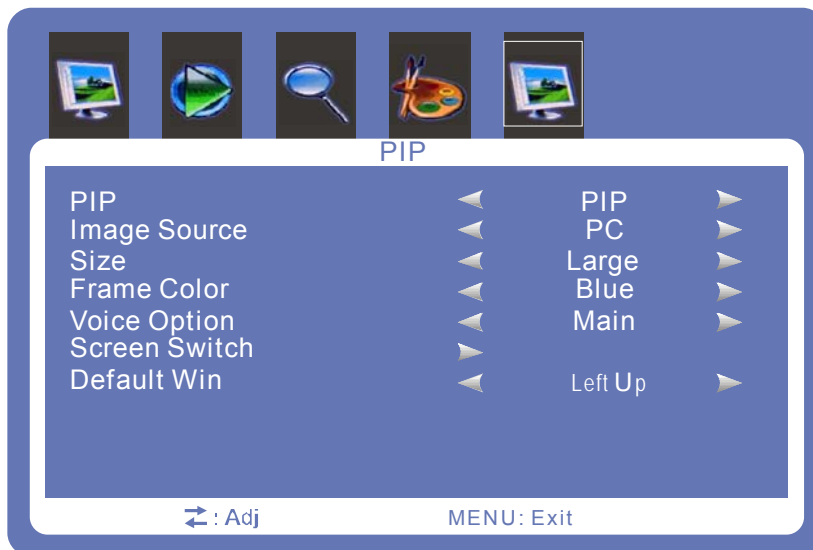 PIP
PIP PIP
Image Source PC
Size Large
Frame Color Blue
Voice Option Main
Screen Switch
Default Win Left Up
: Adj MENU: Exit